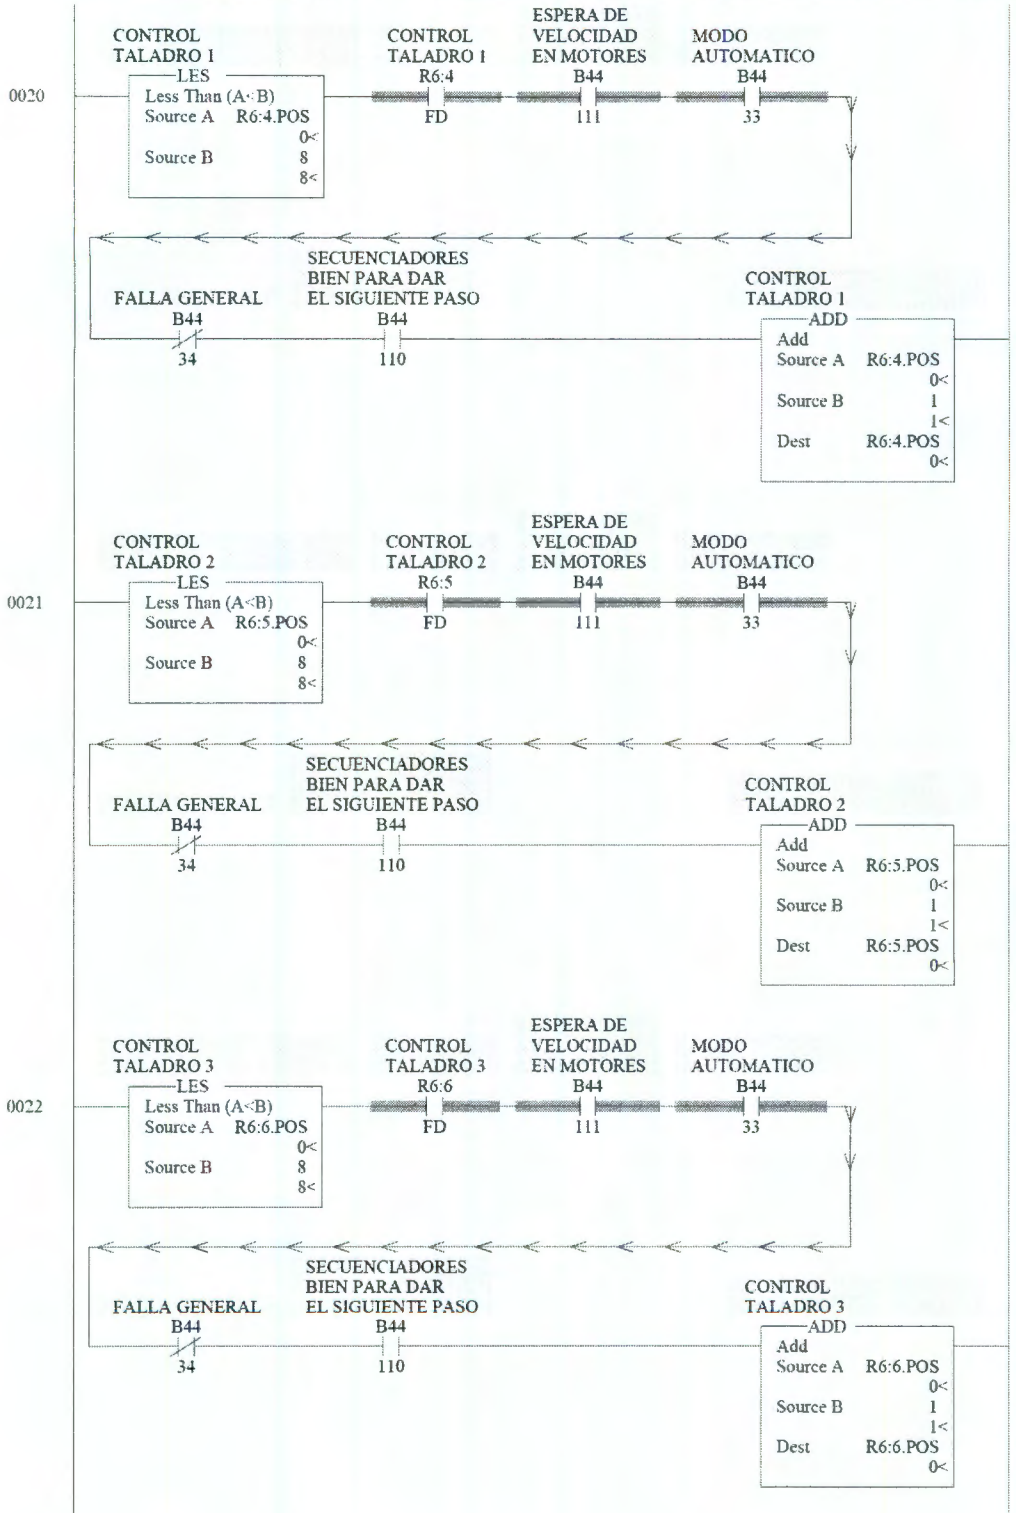 ESPERA DE
CONTROL CONTROL VELOCIDAD MODO
TALADRO 1 TALADRO 1 EN MOTORES AUTOMATICO
LES R6:4 B44 B44
0020 Less Than (A<B)
Source A R6:4.POS FD 111 33
0<
Source B 8
8<
SECUENCIADORES
BIEN PARA DAR CONTROL
FALLA GENERAL EL SIGUIENTE PASO TALADRO 1
B44 B44 ADD
Add
34 110 Source A R6:4.POS
0<
Source B 1
1<
Dest R6:4.POS
0<
ESPERA DE
CONTROL CONTROL VELOCIDAD MODO
TALADRO 2 TALADRO 2 EN MOTORES AUTOMATICO
LES R6:5 B44 B44
0021 Less Than (A<B)
Source A R6:5.POS FD 111 33
0<
Source B 8
8<
SECUENCIADORES
BIEN PARA DAR CONTROL
FALLA GENERAL EL SIGUIENTE PASO TALADRO 2
B44 B44 ADD
Add
34 110 Source A R6:5.POS
0<
Source B 1
1<
Dest R6:5.POS
0<
ESPERA DE
CONTROL CONTROL VELOCIDAD MODO
TALADRO 3 TALADRO 3 EN MOTORES AUTOMATICO
LES R6:6 B44 B44
0022 Less Than (A<B)
Source A R6:6.POS FD 111 33
0<
Source B 8
8<
SECUENCIADORES
BIEN PARA DAR CONTROL
FALLA GENERAL EL SIGUIENTE PASO TALADRO 3
B44 B44 ADD
Add
34 110 Source A R6:6.POS
0<
Source B 1
1<
Dest R6:6.POS
0<